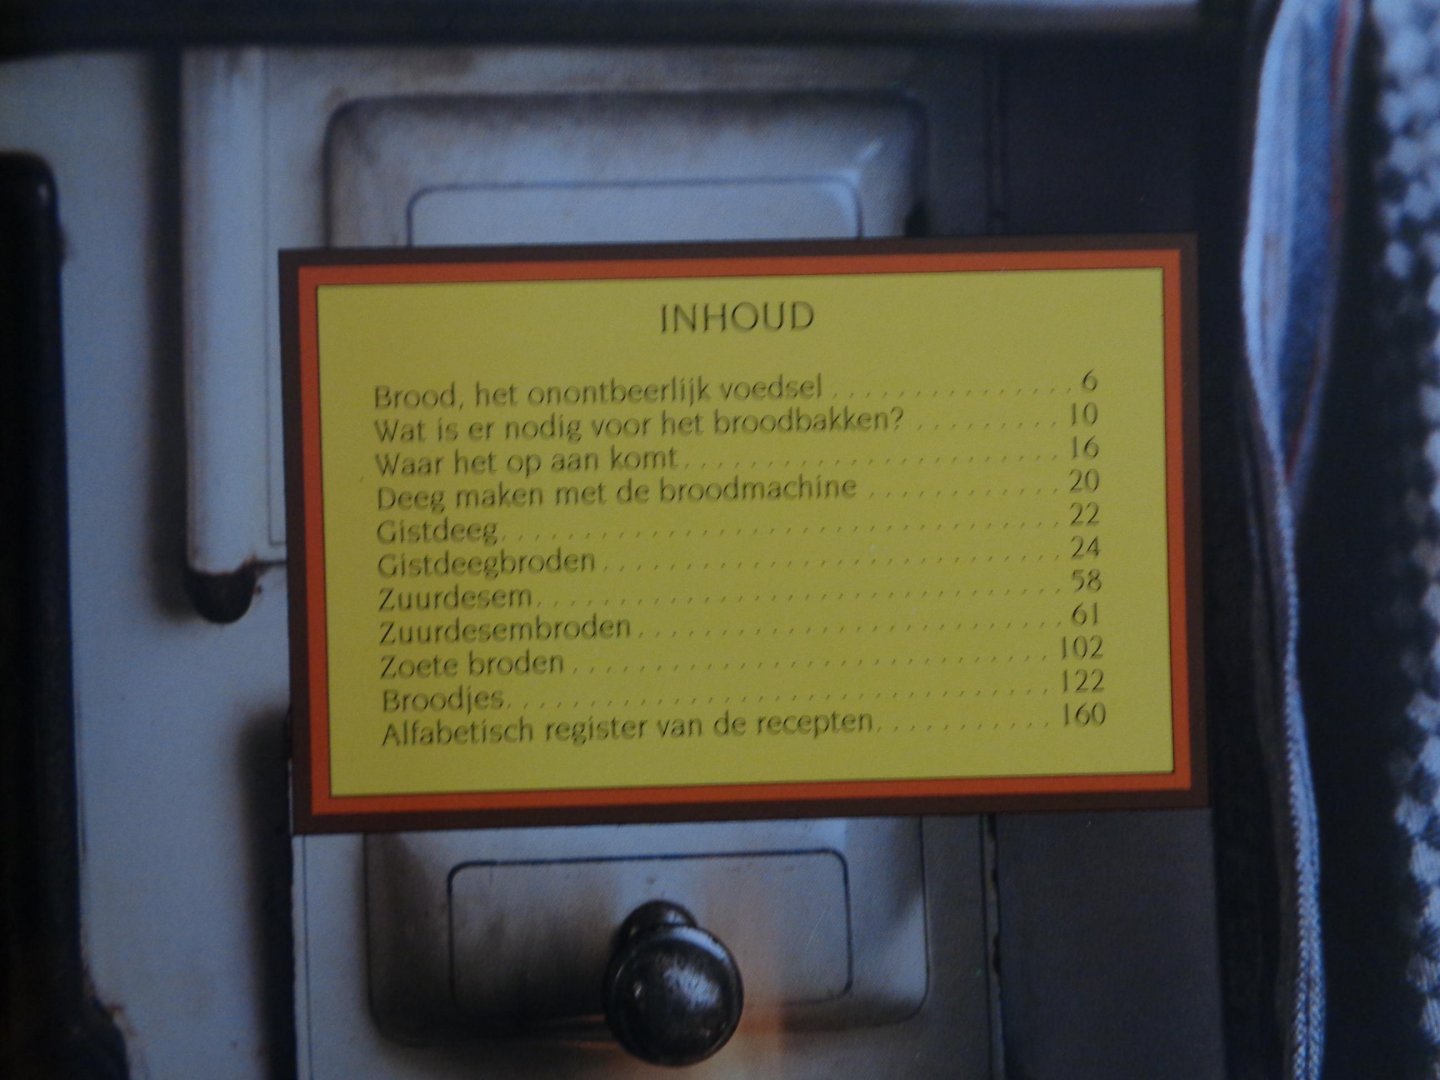 INHOUD
Brood, het onontbeerlijk voedsel . . . . . . . . . . . . . . . 6
Wat is er nodig voor het broodbakken? . . . . . . . . . 10
Waar het op aan komt . . . . . . . . . . . . . . . . . . . . . . . 16
Deeg maken met de broodmachine . . . . . . . . . . . . 20
Gistdeeg . . . . . . . . . . . . . . . . . . . . . . . . . . . . . . . . . . 22
Gistdeegbroden . . . . . . . . . . . . . . . . . . . . . . . . . . . . 24
Zuurdesem . . . . . . . . . . . . . . . . . . . . . . . . . . . . . . . . 58
Zuurdesembroden . . . . . . . . . . . . . . . . . . . . . . . . . . 61
Zoete broden . . . . . . . . . . . . . . . . . . . . . . . . . . . . . 102
Broodjes . . . . . . . . . . . . . . . . . . . . . . . . . . . . . . . . . 122
Alfabetisch register van de recepten . . . . . . . . . . . 160